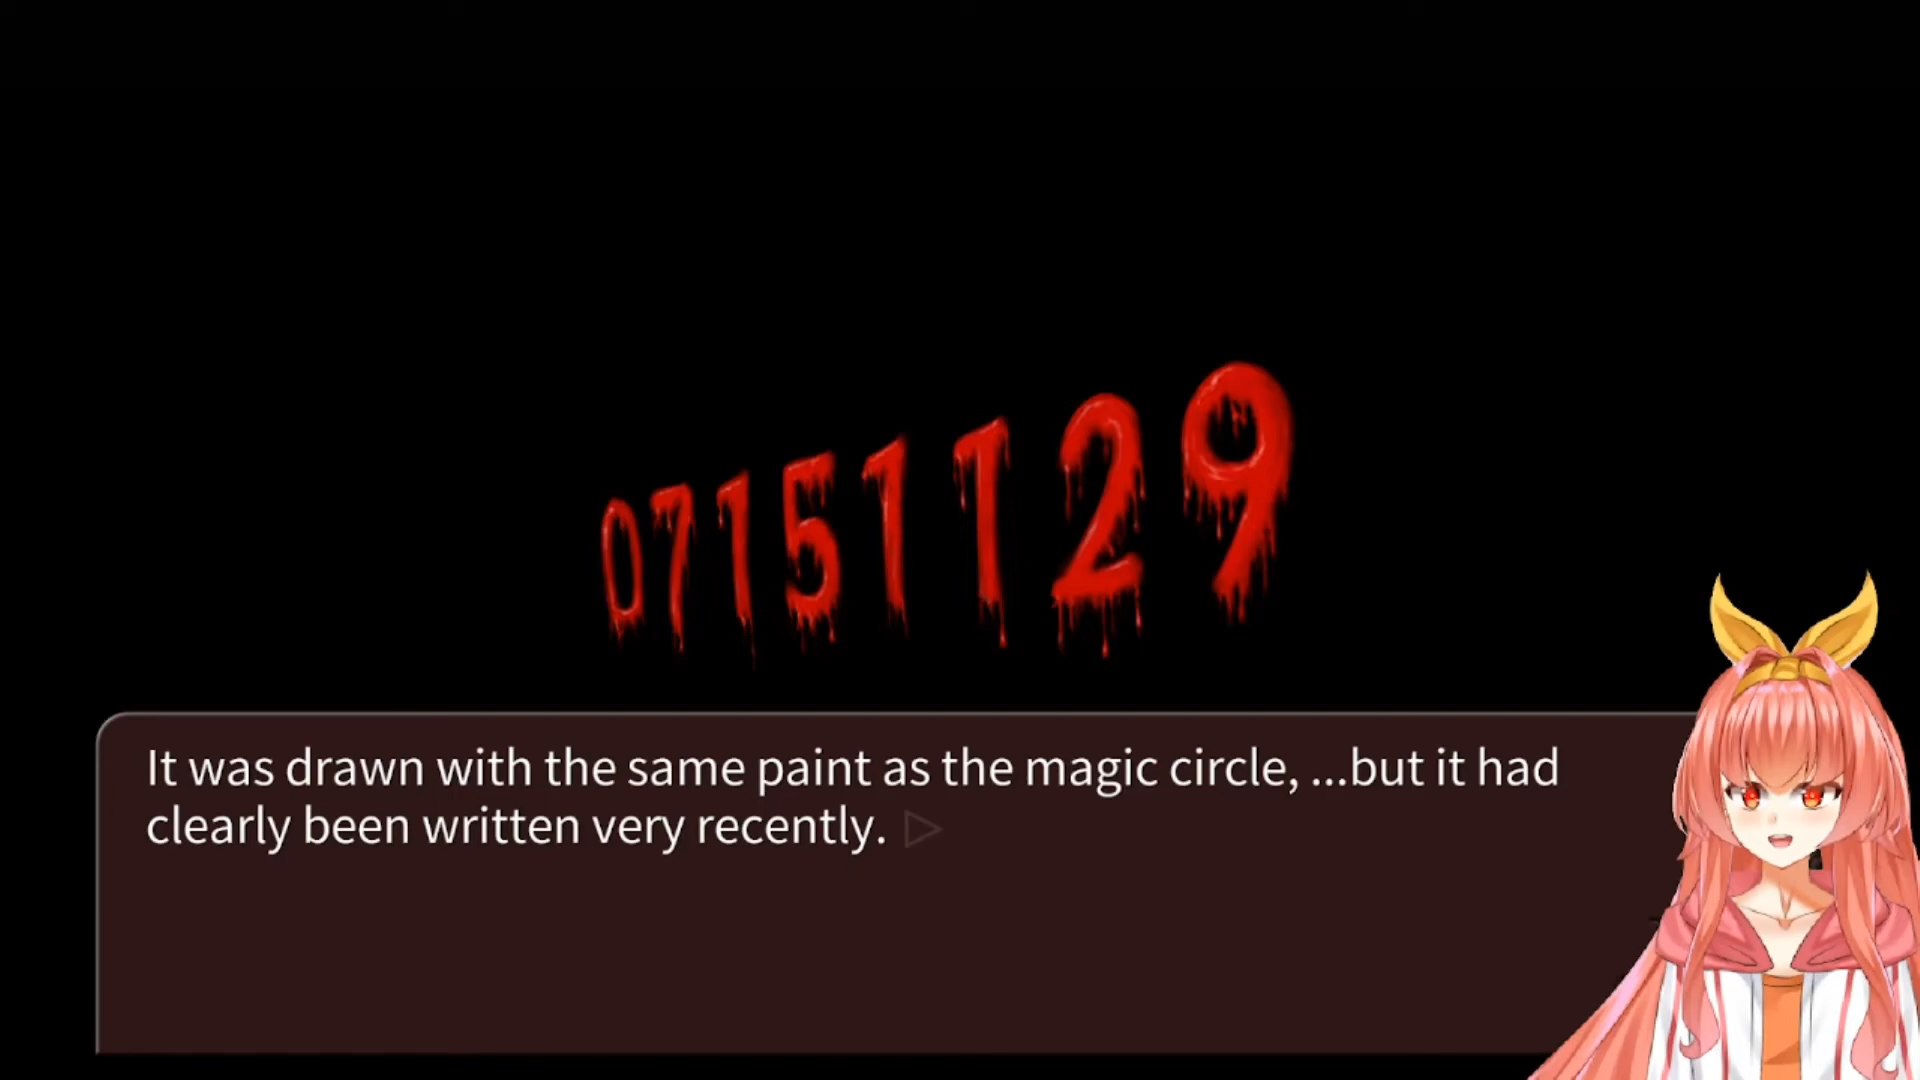 07151129
It was drawn with the same paint as the magic circle, ...but it had
clearly been written very recently.